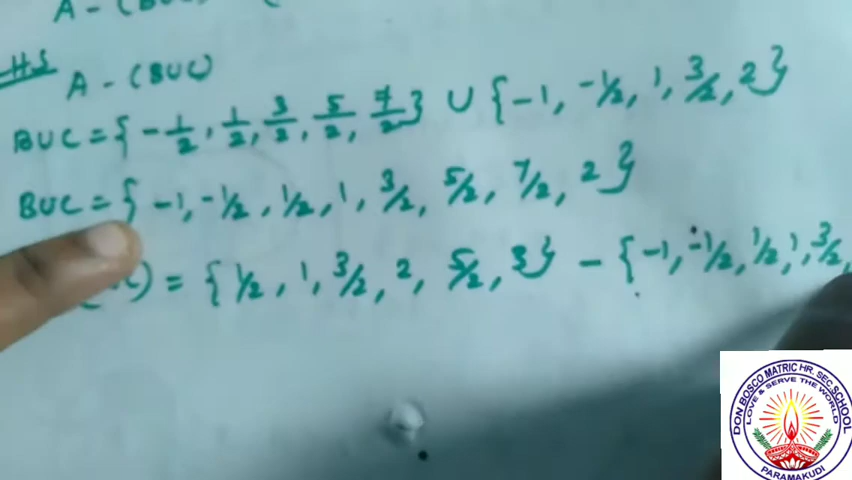 A - (BUC)
BUC = {-1/2, 1/2, 3/2, 5/2, 7/2} ∪ {-1, -1/2, 1, 3/2, 2}
BUC = {-1, -1/2, 1/2, 1, 3/2, 5/2, 7/2, 2}
) = {1/2, 1, 3/2, 2, 5/2, 3} - {-1, -1/2, 1/2, 1, 3/2,
DON BOSCO MATRIC HR. SEC. SCHOOL
LOVE & SERVE THE WORLD
PARAMAKUDI